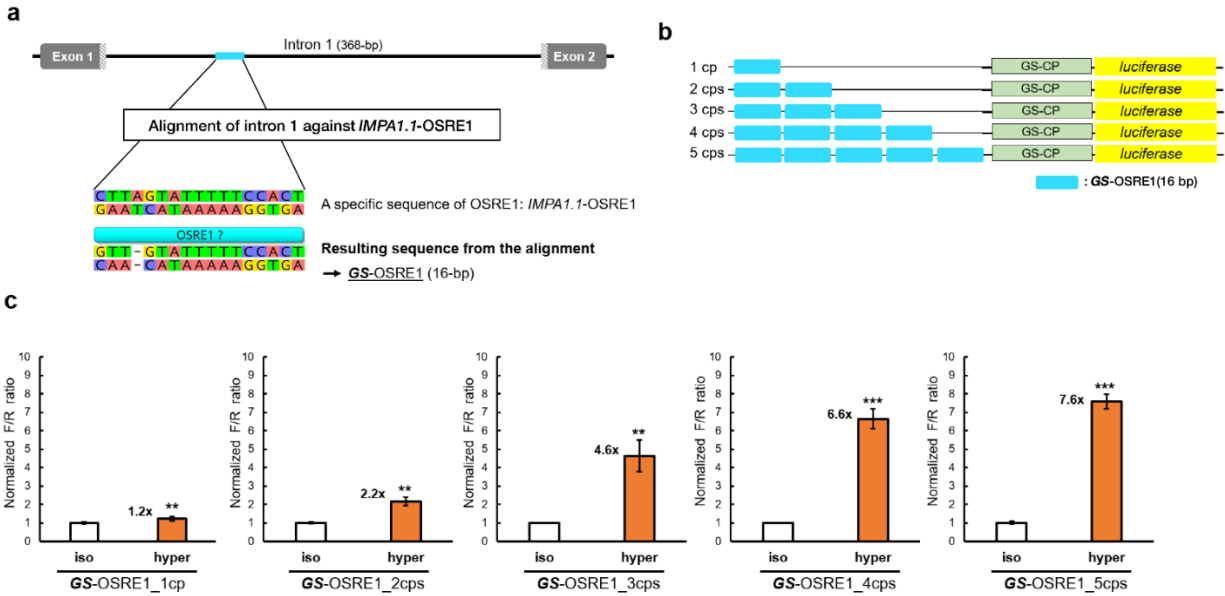 a
Intron 1 (368-bp)
Exon 1
Exon 2
Alignment of intron 1 against IMPA1.1-OSRE1
CTTAGTATTTTTCCACT
GAATCATAAAAAGGTGA
A specific sequence of OSRE1: IMPA1.1-OSRE1
OSRE1 ?
GTT-GTATTTTTCCACT
CAA-CATAAAAAGGTGA
Resulting sequence from the alignment
→ GS-OSRE1 (16-bp)
b
1 cp GS-CP luciferase
2 cps GS-CP luciferase
3 cps GS-CP luciferase
4 cps GS-CP luciferase
5 cps GS-CP luciferase
: GS-OSRE1(16 bp)
c
Normalized F/R ratio
10
9
8
7
6
5
4
3
2
1
0
1.2x
**
iso hyper
GS-OSRE1_1cp
Normalized F/R ratio
10
9
8
7
6
5
4
3
2
1
0
2.2x
**
iso hyper
GS-OSRE1_2cps
Normalized F/R ratio
10
9
8
7
6
5
4
3
2
1
0
4.6x
**
iso hyper
GS-OSRE1_3cps
Normalized F/R ratio
10
9
8
7
6
5
4
3
2
1
0
6.6x
***
iso hyper
GS-OSRE1_4cps
Normalized F/R ratio
10
9
8
7
6
5
4
3
2
1
0
7.6x
***
iso hyper
GS-OSRE1_5cps